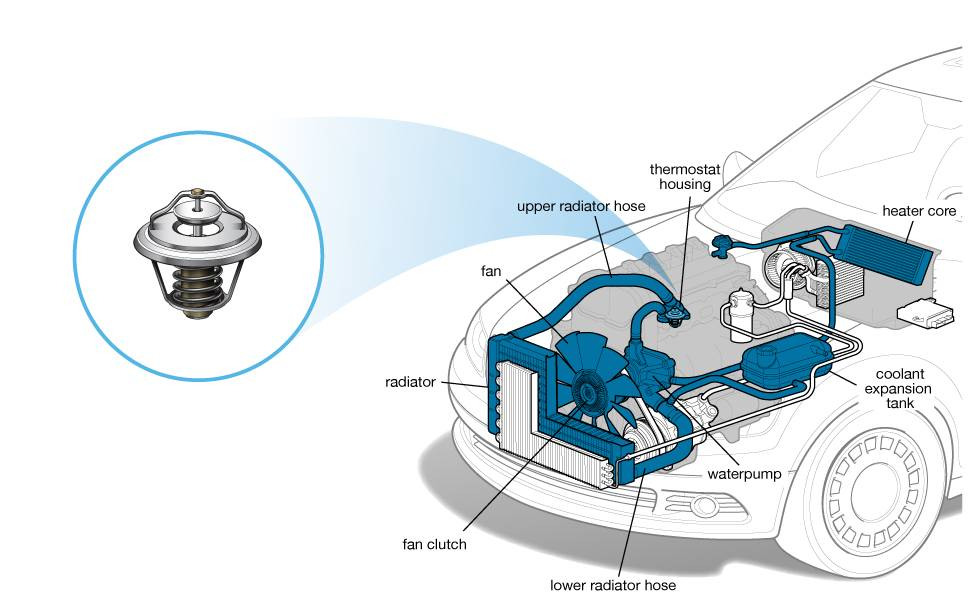 thermostat
housing
upper radiator hose
heater core
fan
radiator
coolant
expansion
tank
waterpump
fan clutch
lower radiator hose